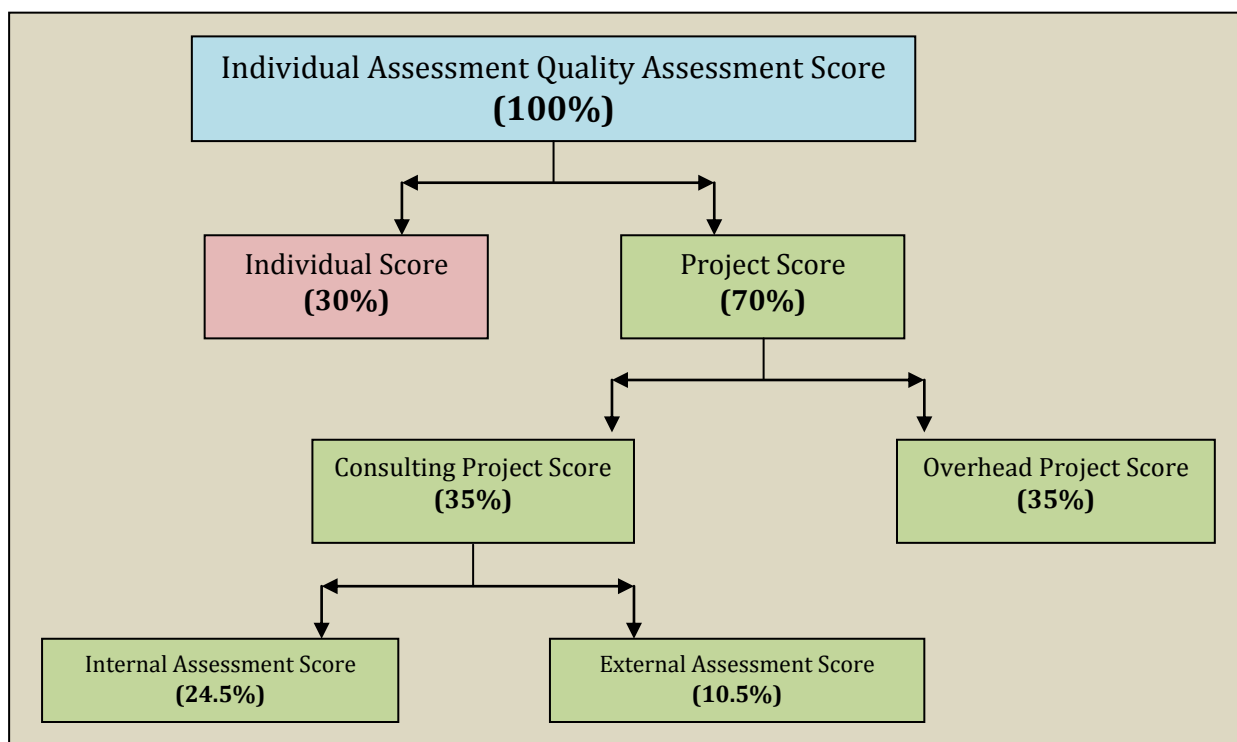 Individual Assessment Quality Assessment Score
(100%)
Individual Score
(30%)
Project Score
(70%)
Consulting Project Score
(35%)
Overhead Project Score
(35%)
Internal Assessment Score
(24.5%)
External Assessment Score
(10.5%)